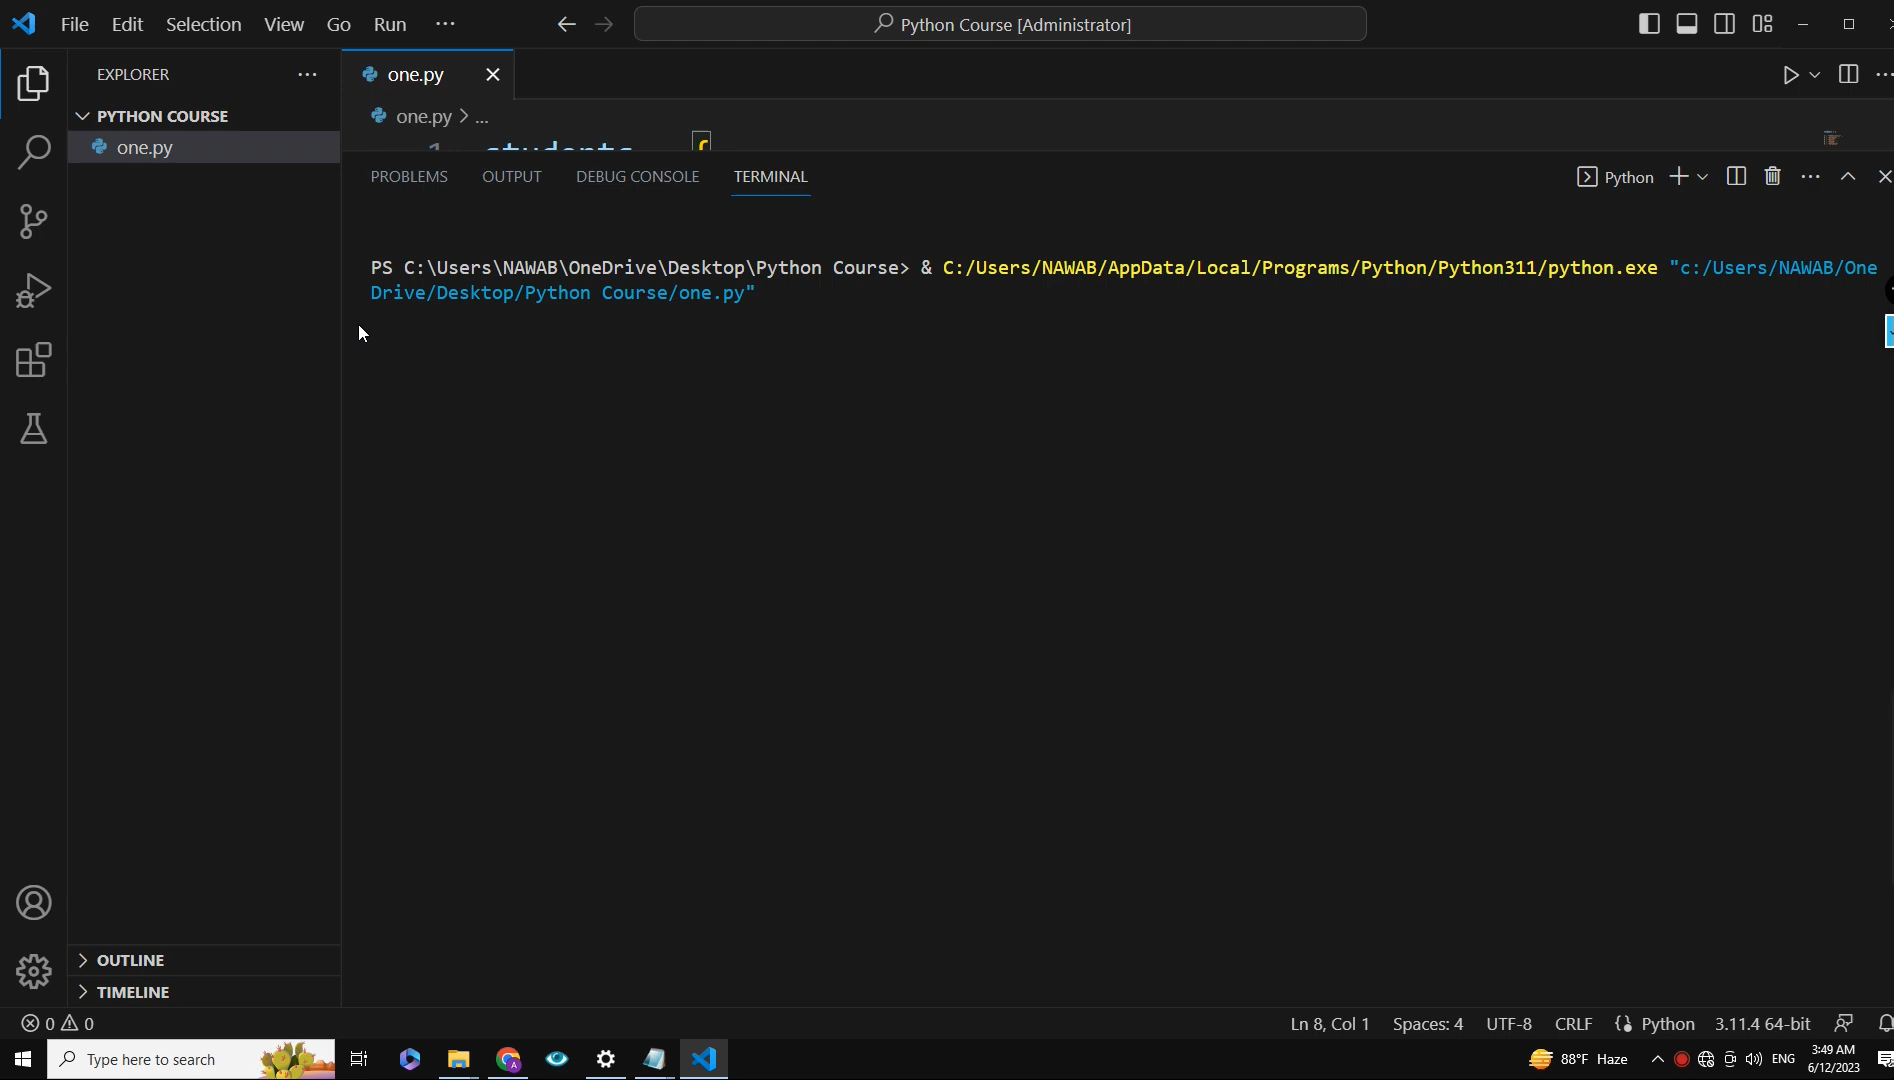 File Edit Selection View Go Run ...
Python Course [Administrator]
EXPLORER
one.py
PYTHON COURSE
one.py > ...
one.py
1 students {
PROBLEMS OUTPUT DEBUG CONSOLE TERMINAL
Python
PS C:\Users\NAWAB\OneDrive\Desktop\Python Course> & C:/Users/NAWAB/AppData/Local/Programs/Python/Python311/python.exe "c:/Users/NAWAB/One
Drive/Desktop/Python Course/one.py"
OUTLINE
TIMELINE
0 0
Ln 8, Col 1 Spaces: 4 UTF-8 CRLF {} Python 3.11.4 64-bit
Type here to search
88°F Haze
ENG
3:49 AM
6/12/2023